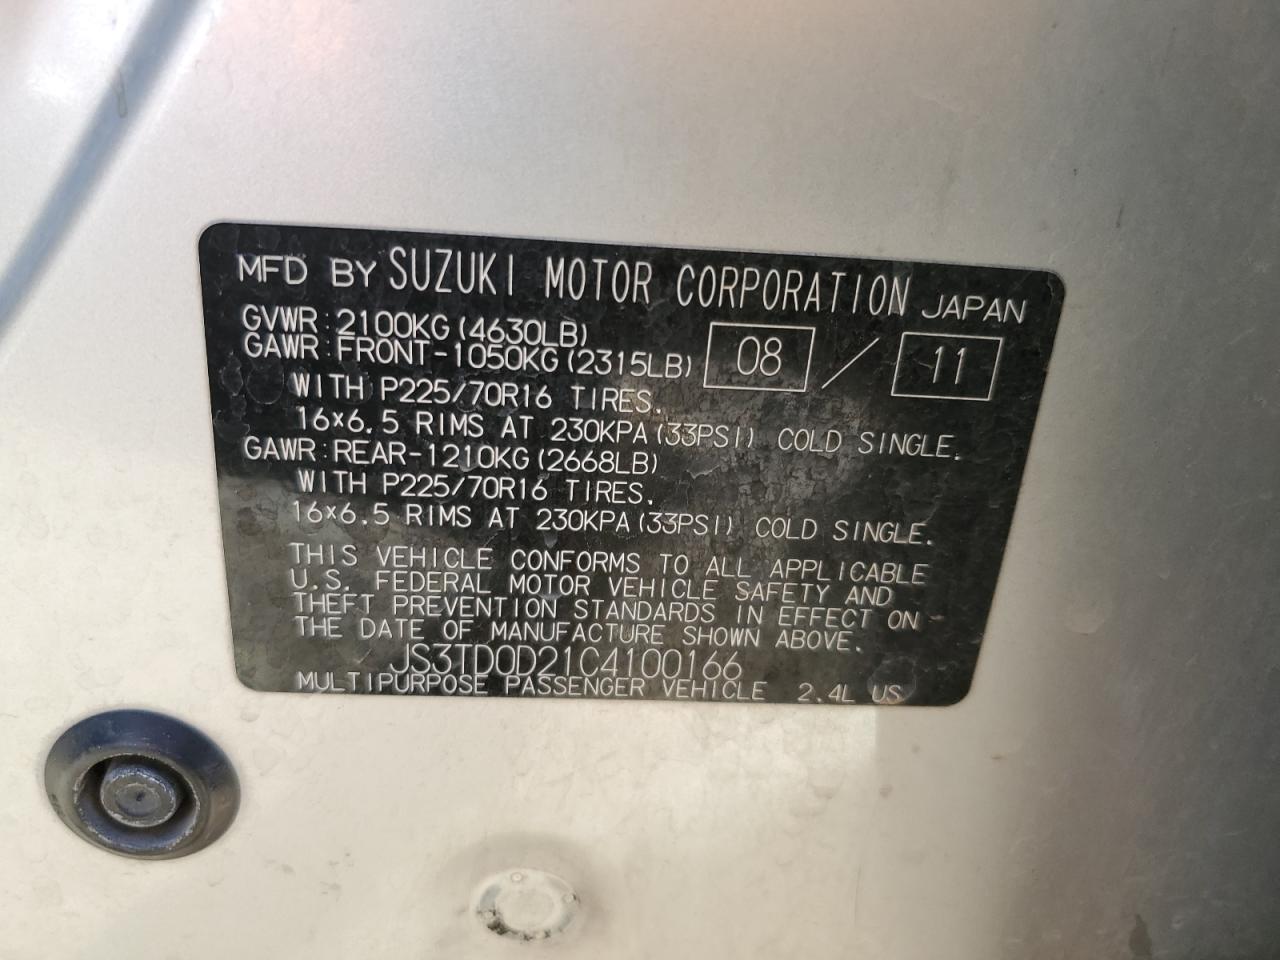 MFD BY SUZUKI MOTOR CORPORATION JAPAN
GVWR:2100KG(4630LB) 08 / 11
GAWR:FRONT-1050KG(2315LB)
WITH P225/70R16 TIRES.
16×6.5 RIMS AT 230KPA(33PSI) COLD SINGLE.
GAWR:REAR-1210KG(2668LB)
WITH P225/70R16 TIRES.
16×6.5 RIMS AT 230KPA(33PSI) COLD SINGLE.
THIS VEHICLE CONFORMS TO ALL APPLICABLE
U.S. FEDERAL MOTOR VEHICLE SAFETY AND
THEFT PREVENTION STANDARDS IN EFFECT ON
THE DATE OF MANUFACTURE SHOWN ABOVE.
JS3TD0D21C4100166
MULTIPURPOSE PASSENGER VEHICLE 2.4L US